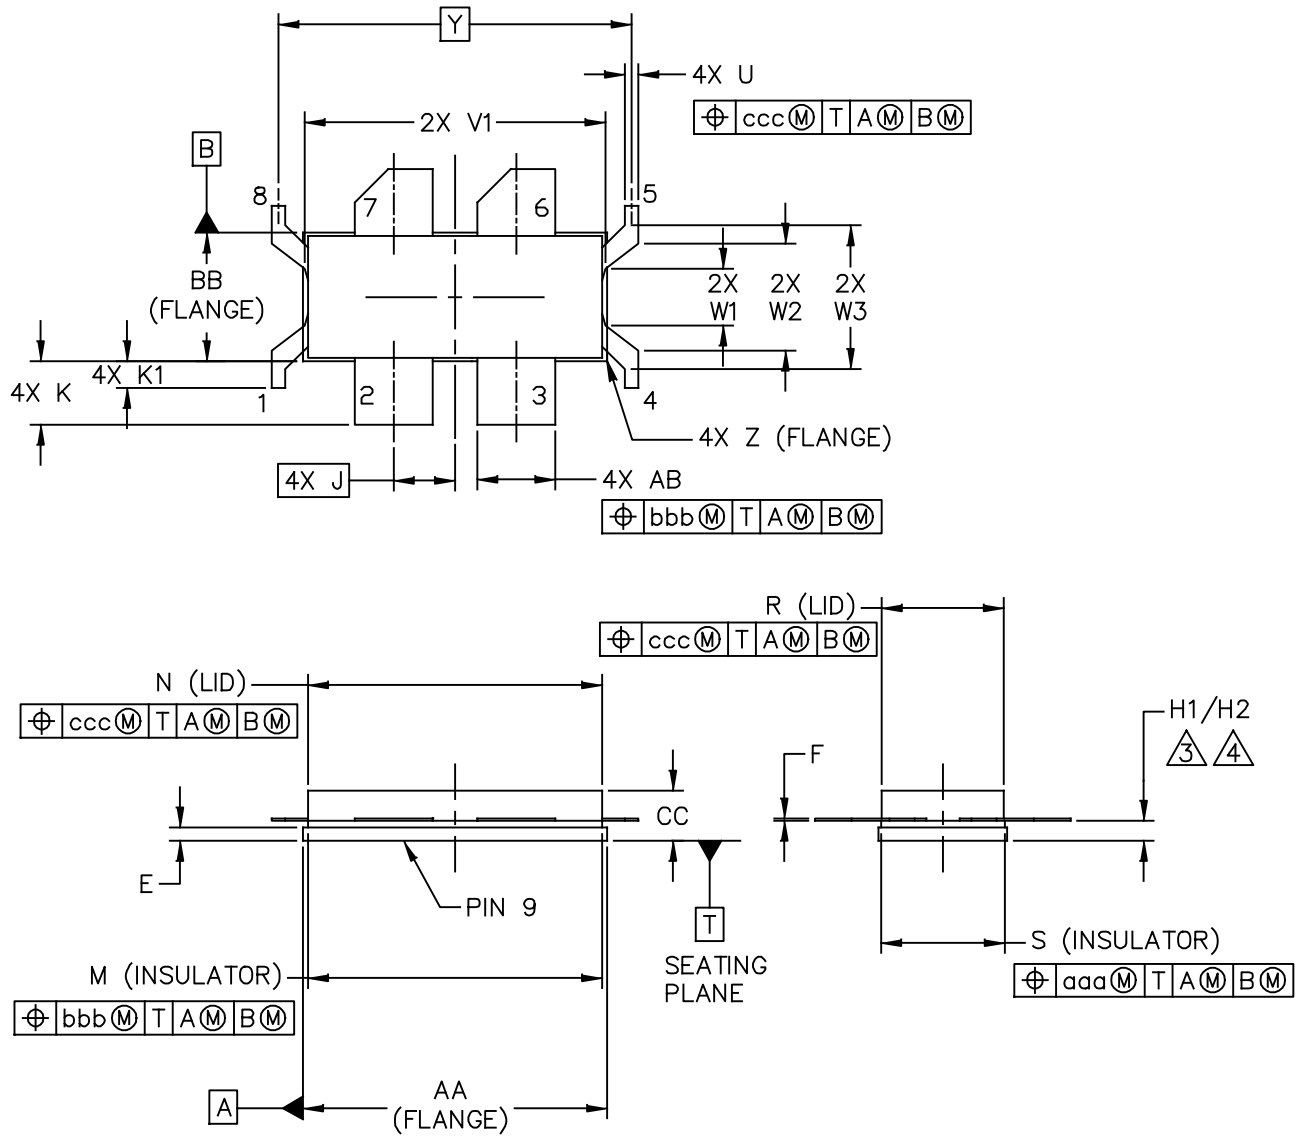 Y
4X U
⌖ ccc Ⓜ T A Ⓜ B Ⓜ
2X V1
B
8
7
6
5
BB
(FLANGE)
2X
W1
2X
W2
2X
W3
4X K
4X K1
1
2
3
4
4X Z (FLANGE)
4X J
4X AB
⌖ bbb Ⓜ T A Ⓜ B Ⓜ
R (LID)
⌖ ccc Ⓜ T A Ⓜ B Ⓜ
N (LID)
⌖ ccc Ⓜ T A Ⓜ B Ⓜ
H1/H2
3 4
F
CC
E
PIN 9
T
SEATING
PLANE
S (INSULATOR)
⌖ aaa Ⓜ T A Ⓜ B Ⓜ
M (INSULATOR)
⌖ bbb Ⓜ T A Ⓜ B Ⓜ
A
AA
(FLANGE)